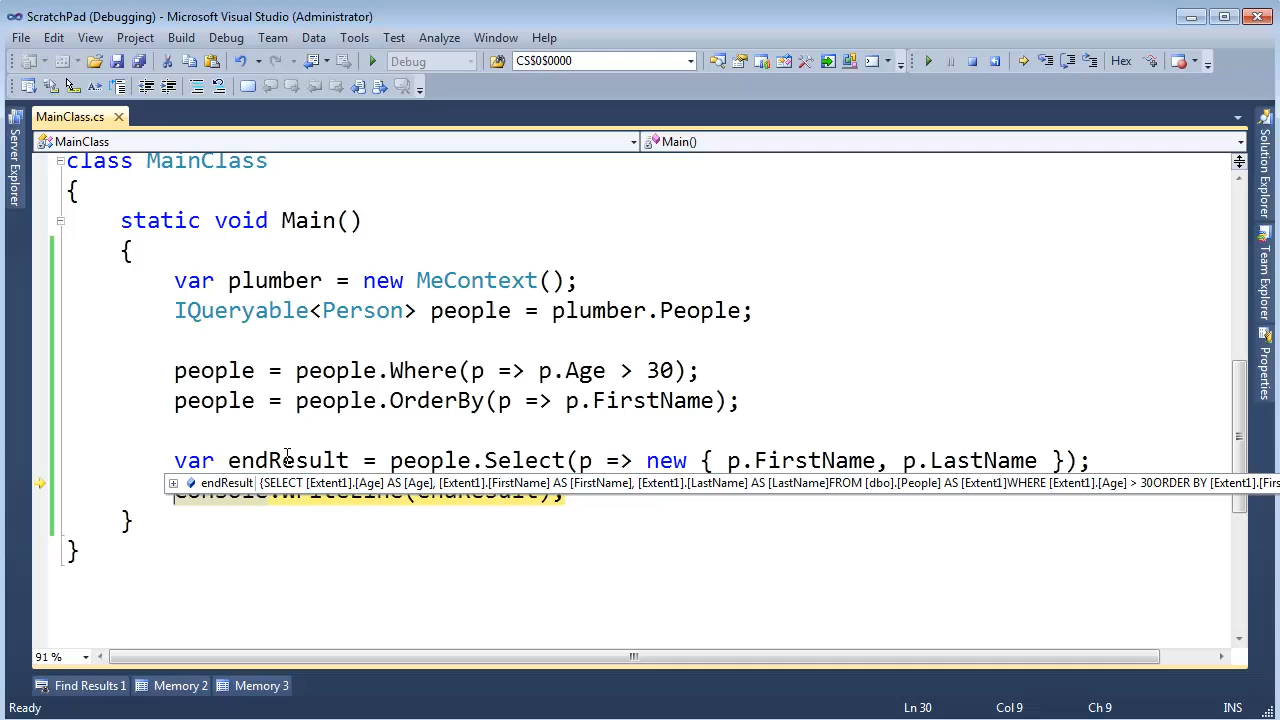 ScratchPad (Debugging) - Microsoft Visual Studio (Administrator)
File Edit View Project Build Debug Team Data Tools Test Analyze Window Help
Debug CS$0$0000 Hex
MainClass.cs
MainClass Main()
class MainClass
{
static void Main()
{
var plumber = new MeContext();
IQueryable<Person> people = plumber.People;
people = people.Where(p => p.Age > 30);
people = people.OrderBy(p => p.FirstName);
var endResult = people.Select(p => new { p.FirstName, p.LastName });
endResult {SELECT [Extent1].[Age] AS [Age], [Extent1].[FirstName] AS [FirstName], [Extent1].[LastName] AS [LastName]FROM [dbo].[People] AS [Extent1]WHERE [Extent1].[Age] > 30ORDER BY [Extent1].[Firs
Console.WriteLine(endResult);
}
}
91 %
Find Results 1 Memory 2 Memory 3
Ready Ln 30 Col 9 Ch 9 INS
Server Explorer
Solution Explorer
Team Explorer
Properties